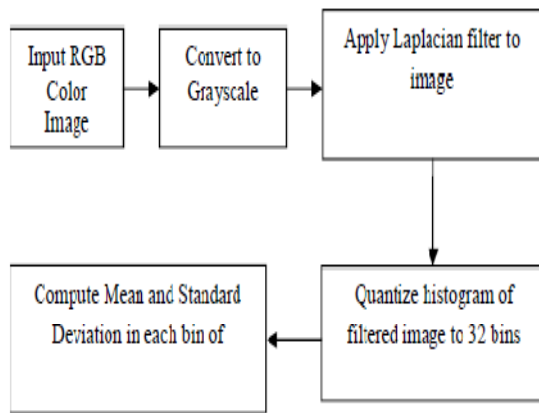 Input RGB
Color
Image
Convert to
Grayscale
Apply Laplacian filter to
image
Quantize histogram of
filtered image to 32 bins
Compute Mean and Standard
Deviation in each bin of